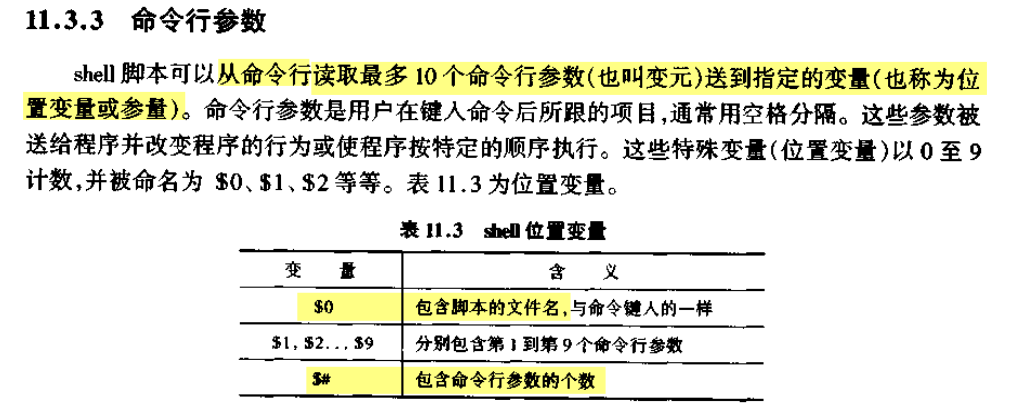 11.3.3 命令行参数
shell 脚本可以从命令行读取最多 10 个命令行参数(也叫变元)送到指定的变量(也称为位
置变量或参量)。命令行参数是用户在键入命令后所跟的项目,通常用空格分隔。这些参数被
送给程序并改变程序的行为或使程序按特定的顺序执行。这些特殊变量(位置变量)以 0 至 9
计数,并被命名为 $0、$1、$2 等等。表 11.3 为位置变量。
表 11.3 shell 位置变量
变 量 含 义
$0 包含脚本的文件名,与命令键入的一样
$1, $2... $9 分别包含第 1 到第 9 个命令行参数
$# 包含命令行参数的个数